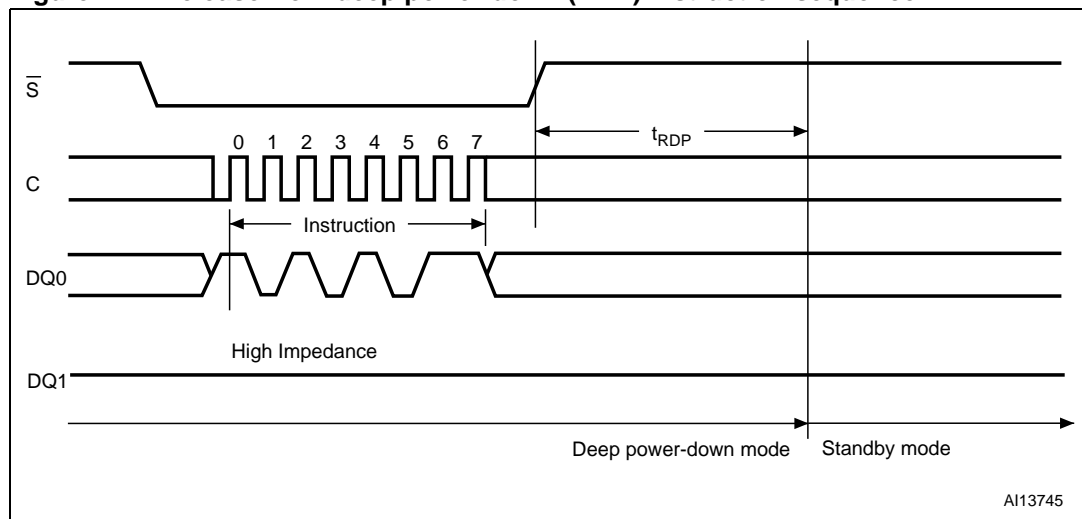 S
t_RDP
0 1 2 3 4 5 6 7
C
Instruction
DQ0
High Impedance
DQ1
Deep power-down mode Standby mode
AI13745